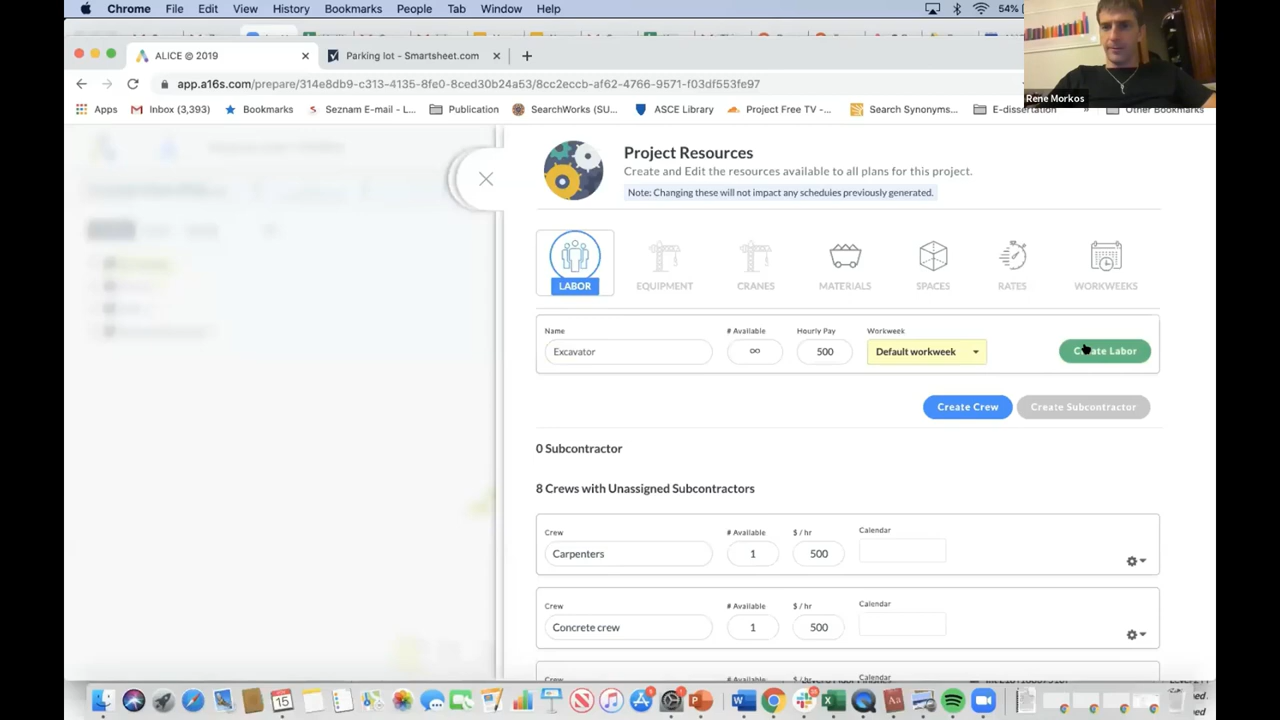 Chrome File Edit View History Bookmarks People Tab Window Help 54%
ALICE © 2019
Parking lot - Smartsheet.com
app.a16s.com/prepare/314e8db9-c313-4135-8fe0-8ced30b24a53/8cc2eccb-af62-4766-9571-f03df553fe97
Rene Morkos
Apps Inbox (3,393) Bookmarks Publication SearchWorks (SU... ASCE Library Project Free TV -... Search Synonyms... E-dissertation Other Bookmarks
Project Resources
Create and Edit the resources available to all plans for this project.
Note: Changing these will not impact any schedules previously generated.
LABOR EQUIPMENT CRANES MATERIALS SPACES RATES WORKWEEKS
Name # Available Hourly Pay Workweek
Excavator ∞ 500 Default workweek Create Labor
Create Crew Create Subcontractor
0 Subcontractor
8 Crews with Unassigned Subcontractors
Crew # Available $ / hr Calendar
Carpenters 1 500
Crew # Available $ / hr Calendar
Concrete crew 1 500